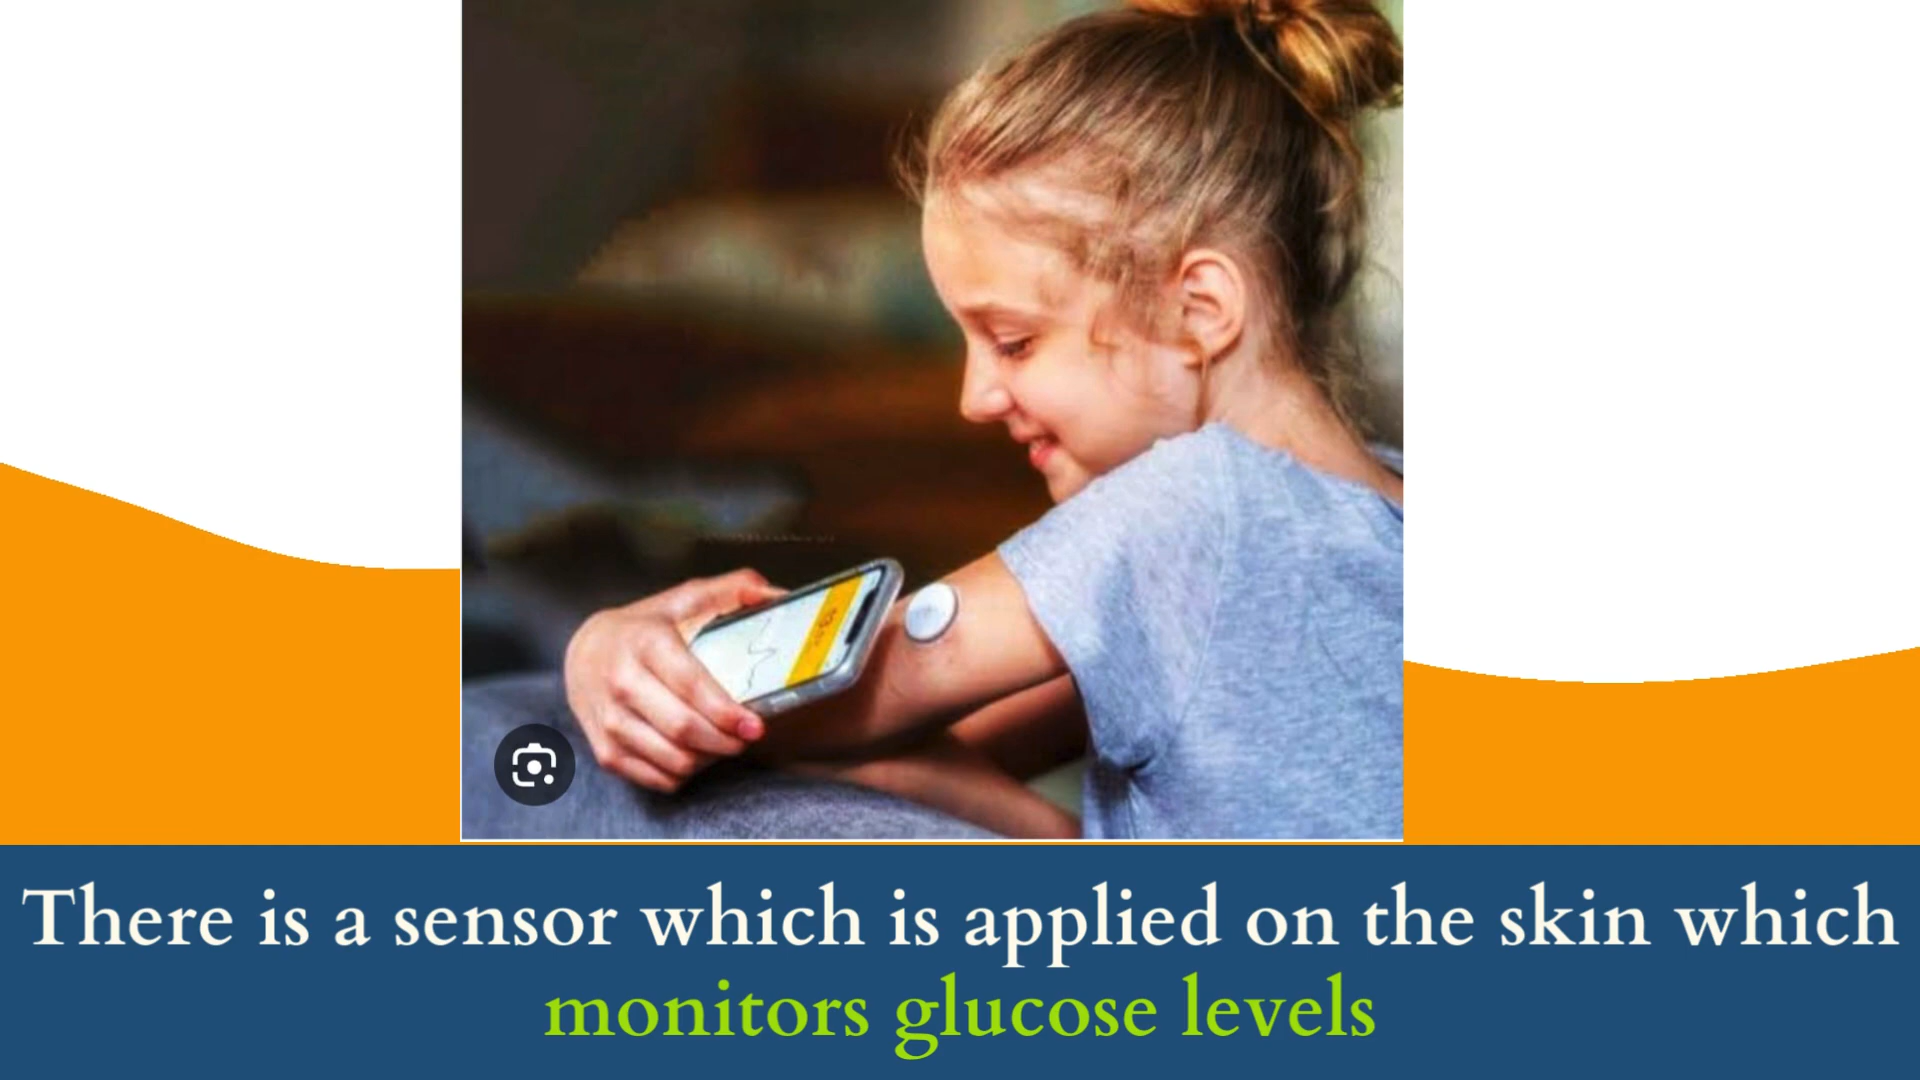 There is a sensor which is applied on the skin which
monitors glucose levels